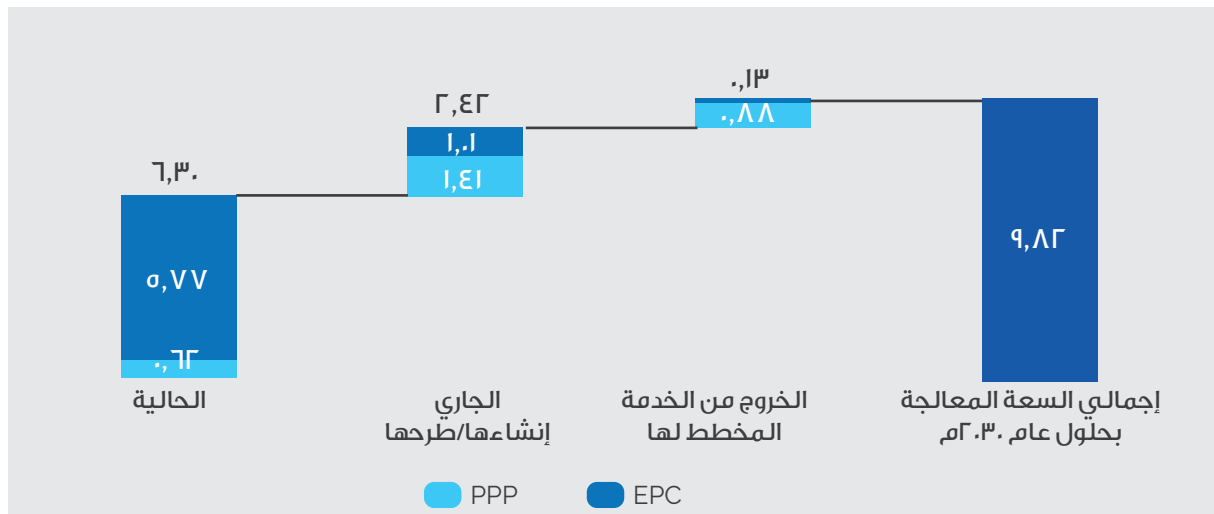 ٠,١٣
٢,٤٢
٠,٨٨
١,٠١
٦,٣٠
١,٤١
٩,٨٢
٥,٧٧
٠,٦٢
الحالية
الجاري
إنشاءها/طرحها
الخروج من الخدمة
المخطط لها
إجمالي السعة المعالجة
بحلول عام ٢٠٣٠م
PPP
EPC